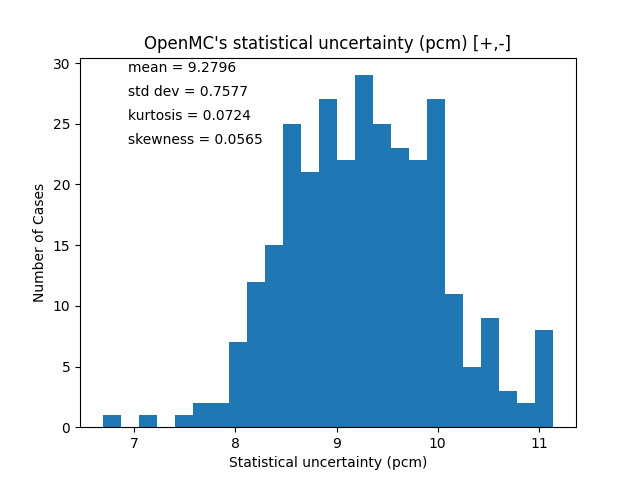 OpenMC's statistical uncertainty (pcm) [+,-]
mean = 9.2796
std dev = 0.7577
kurtosis = 0.0724
skewness = 0.0565
30
25
20
15
10
5
0
Number of Cases
7 8 9 10 11
Statistical uncertainty (pcm)